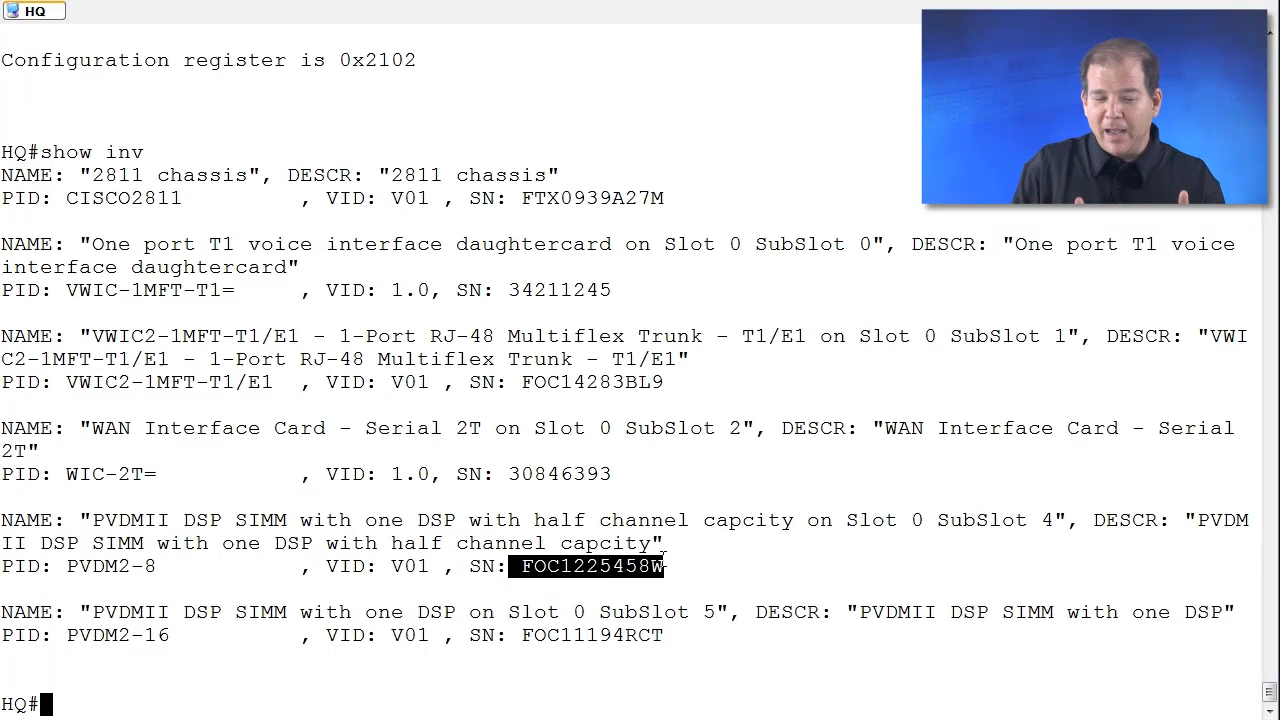 HQ
Configuration register is 0x2102
HQ#show inv
NAME: "2811 chassis", DESCR: "2811 chassis"
PID: CISCO2811         , VID: V01 , SN: FTX0939A27M
NAME: "One port T1 voice interface daughtercard on Slot 0 SubSlot 0", DESCR: "One port T1 voice
interface daughtercard"
PID: VWIC-1MFT-T1=     , VID: 1.0, SN: 34211245
NAME: "VWIC2-1MFT-T1/E1 - 1-Port RJ-48 Multiflex Trunk - T1/E1 on Slot 0 SubSlot 1", DESCR: "VWI
C2-1MFT-T1/E1 - 1-Port RJ-48 Multiflex Trunk - T1/E1"
PID: VWIC2-1MFT-T1/E1  , VID: V01 , SN: FOC14283BL9
NAME: "WAN Interface Card - Serial 2T on Slot 0 SubSlot 2", DESCR: "WAN Interface Card - Serial
2T"
PID: WIC-2T=           , VID: 1.0, SN: 30846393
NAME: "PVDMII DSP SIMM with one DSP with half channel capcity on Slot 0 SubSlot 4", DESCR: "PVDM
II DSP SIMM with one DSP with half channel capcity"
PID: PVDM2-8           , VID: V01 , SN: FOC1225458W
NAME: "PVDMII DSP SIMM with one DSP on Slot 0 SubSlot 5", DESCR: "PVDMII DSP SIMM with one DSP"
PID: PVDM2-16          , VID: V01 , SN: FOC11194RCT
HQ#